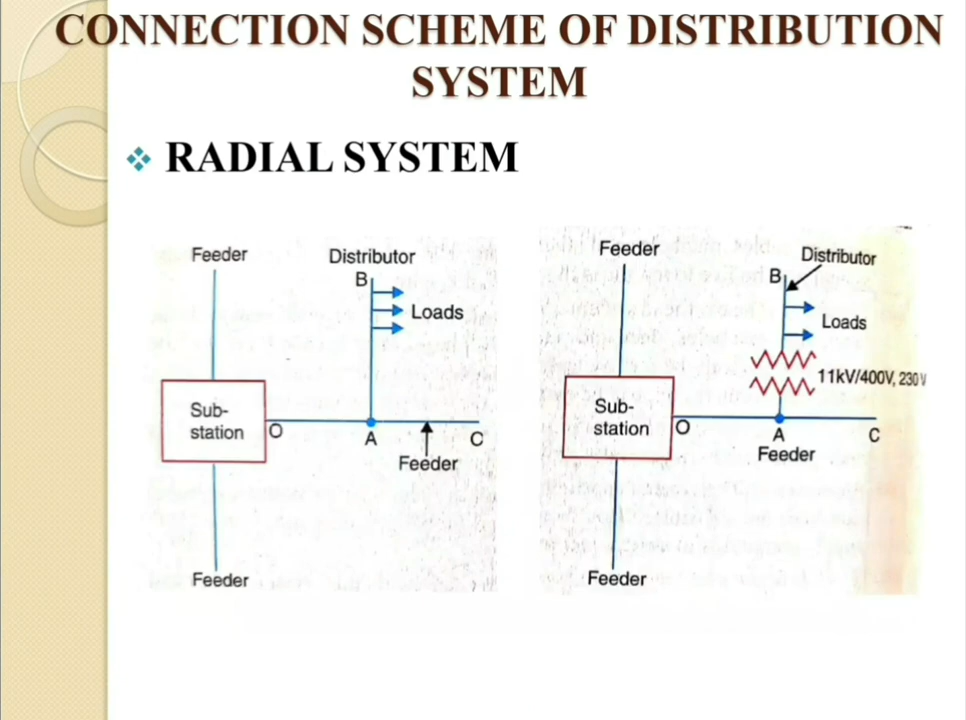 CONNECTION SCHEME OF DISTRIBUTION
SYSTEM
❖ RADIAL SYSTEM
Feeder
Distributor
B
Loads
Sub-
station
O
A
C
Feeder
Feeder
Feeder
Distributor
B
Loads
11kV/400V, 230V
Sub-
station
O
A
C
Feeder
Feeder